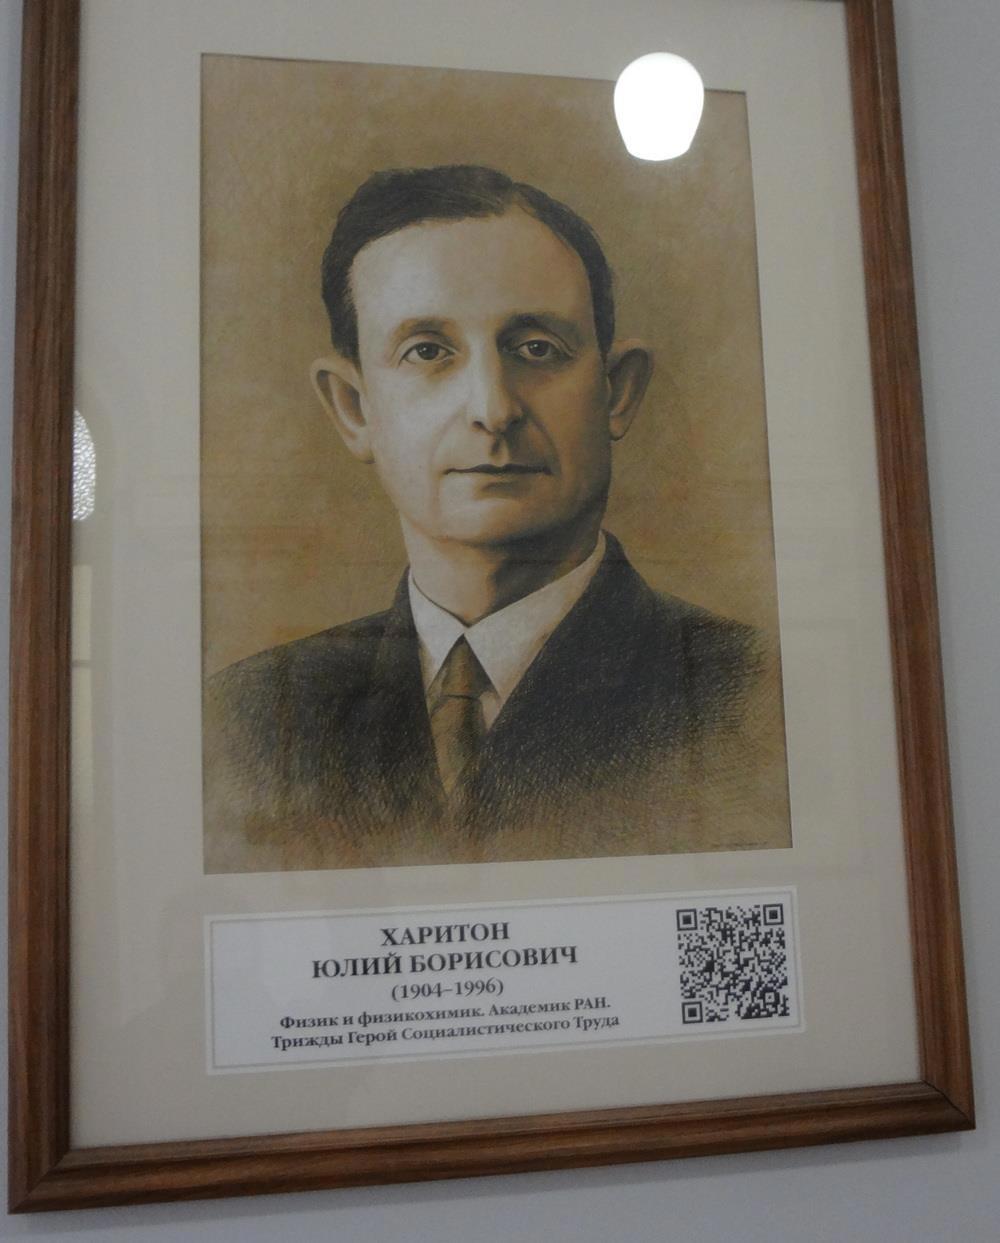 ХАРИТОН
ЮЛИЙ БОРИСОВИЧ
(1904–1996)
Физик и физикохимик. Академик РАН.
Трижды Герой Социалистического Труда